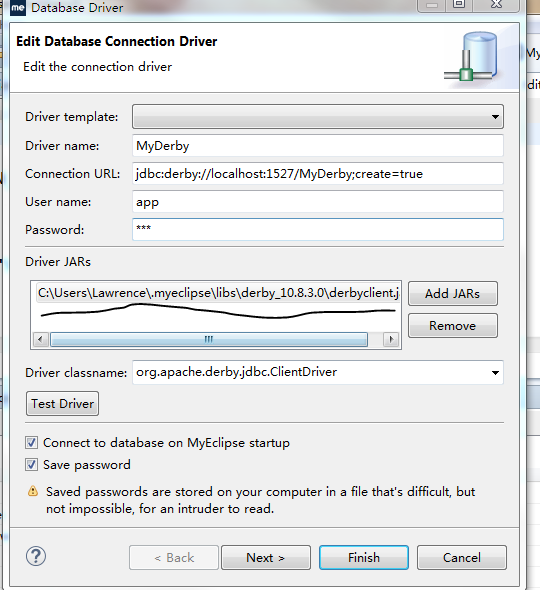 me Database Driver
Edit Database Connection Driver
Edit the connection driver
My
dit
Driver template:
Driver name: MyDerby
Connection URL: jdbc:derby://localhost:1527/MyDerby;create=true
User name: app
Password: ***
Driver JARs
C:\Users\Lawrence\.myeclipse\libs\derby_10.8.3.0\derbyclient.j
Add JARs
Remove
Driver classname: org.apache.derby.jdbc.ClientDriver
Test Driver
Connect to database on MyEclipse startup
Save password
Saved passwords are stored on your computer in a file that's difficult, but
not impossible, for an intruder to read.
? < Back Next > Finish Cancel